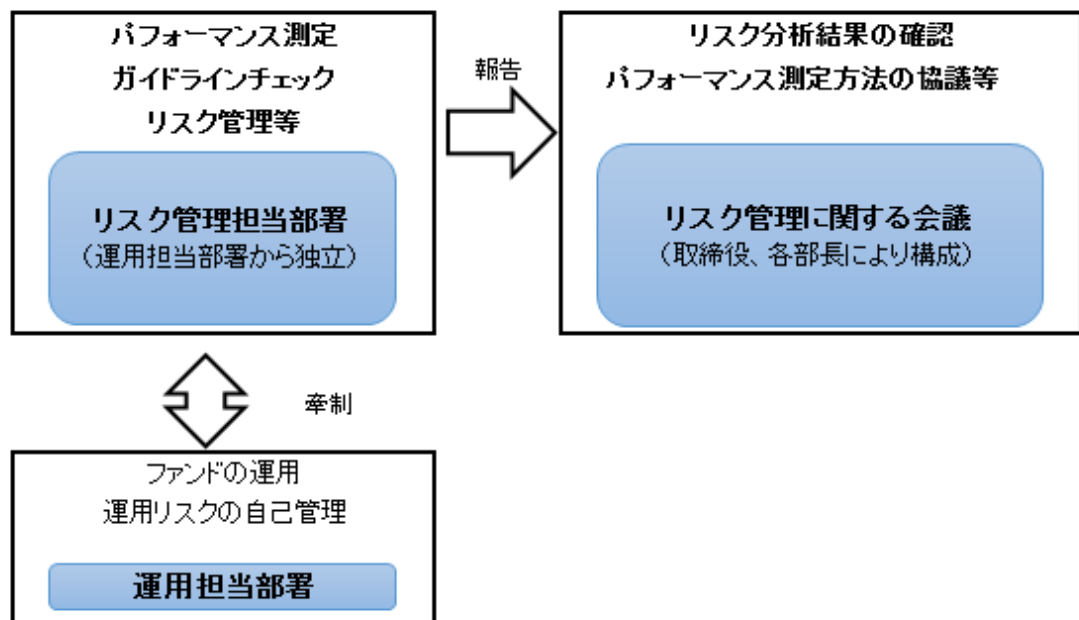 パフォーマンス測定
ガイドラインチェック
リスク管理等
リスク管理担当部署
（運用担当部署から独立）
報告
リスク分析結果の確認
パフォーマンス測定方法の協議等
リスク管理に関する会議
（取締役、各部長により構成）
牽制
ファンドの運用
運用リスクの自己管理
運用担当部署